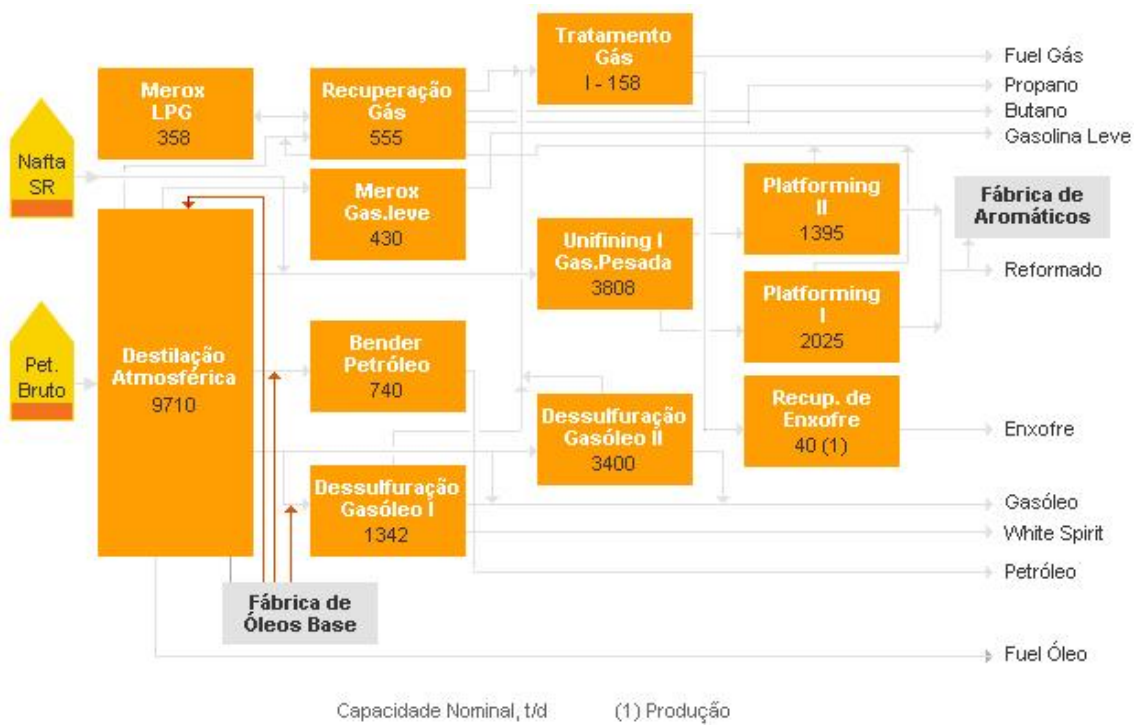 Tratamento
Gás
I - 158
Fuel Gás
Propano
Butano
Gasolina Leve
Merox
LPG
358
Recuperação
Gás
555
Nafta
SR
Merox
Gas.leve
430
Platforming
II
1395
Fábrica de
Aromáticos
Unifining I
Gas.Pesada
3808
Reformado
Platforming
I
2025
Pet.
Bruto
Destilação
Atmosférica
9710
Bender
Petróleo
740
Recup. de
Enxofre
40 (1)
Dessulfuração
Gasóleo II
3400
Enxofre
Dessulfuração
Gasóleo I
1342
Gasóleo
White Spirit
Petróleo
Fábrica de
Óleos Base
Fuel Óleo
Capacidade Nominal, t/d (1) Produção